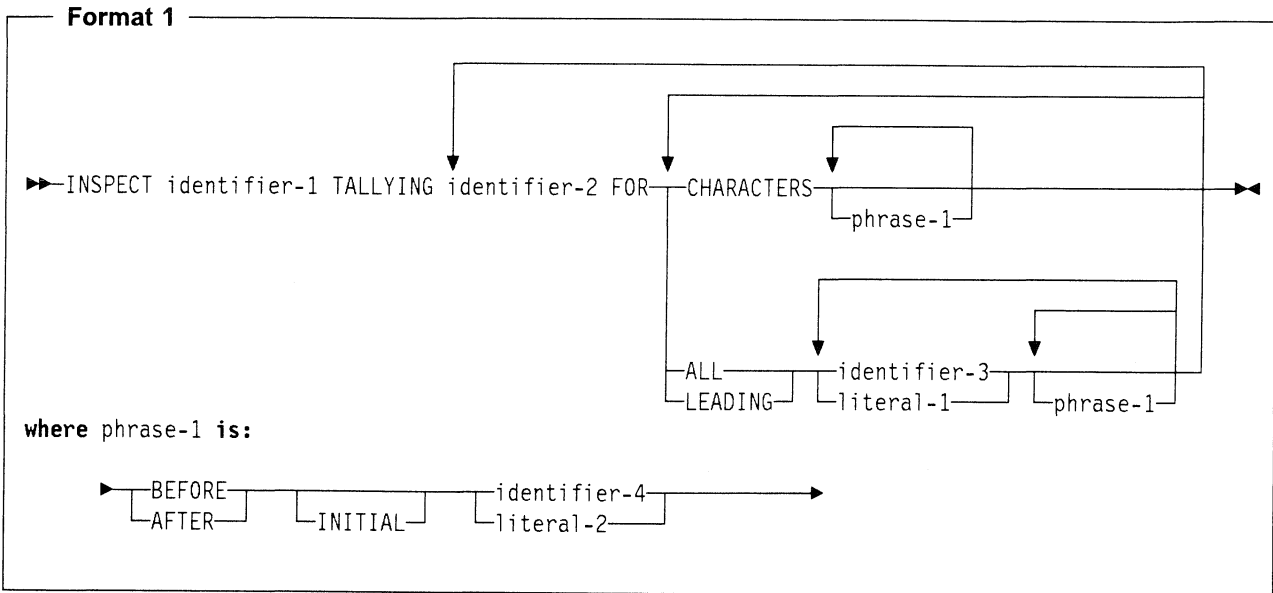 Format 1
INSPECT identifier-1 TALLYING identifier-2 FOR CHARACTERS
phrase-1
ALL identifier-3
LEADING literal-1 phrase-1
where phrase-1 is:
BEFORE identifier-4
AFTER INITIAL literal-2